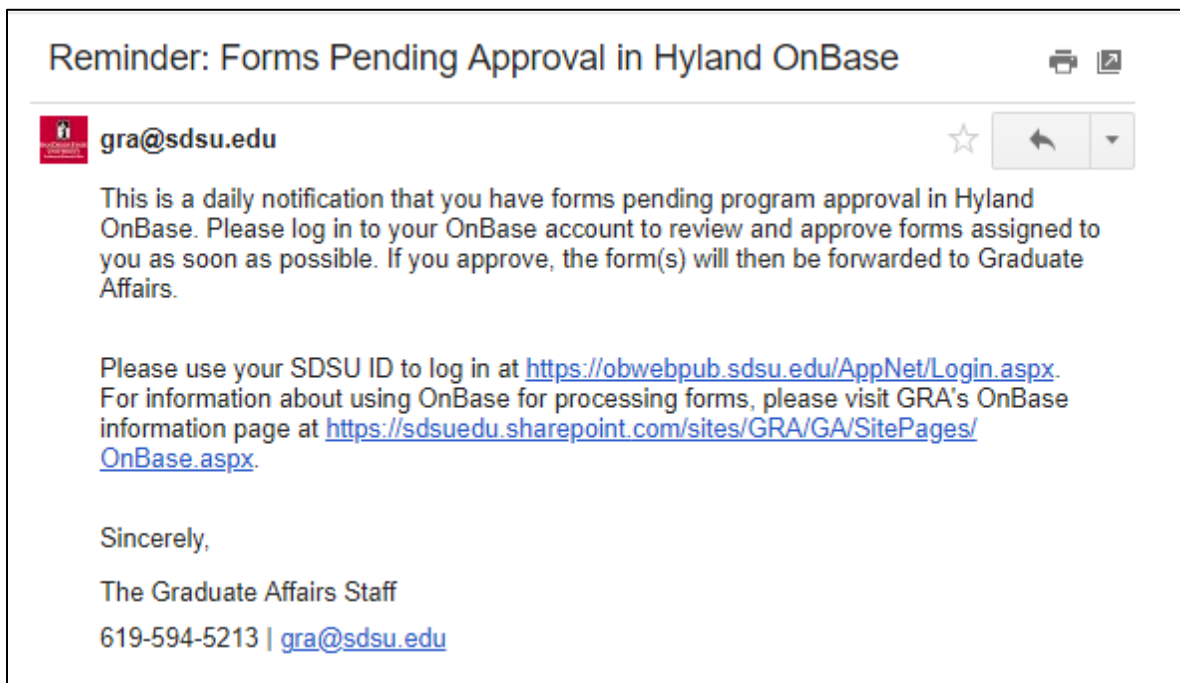 Reminder: Forms Pending Approval in Hyland OnBase
gra@sdsu.edu
This is a daily notification that you have forms pending program approval in Hyland
OnBase. Please log in to your OnBase account to review and approve forms assigned to
you as soon as possible. If you approve, the form(s) will then be forwarded to Graduate
Affairs.
Please use your SDSU ID to log in at https://obwebpub.sdsu.edu/AppNet/Login.aspx.
For information about using OnBase for processing forms, please visit GRA's OnBase
information page at https://sdsuedu.sharepoint.com/sites/GRA/GA/SitePages/
OnBase.aspx.
Sincerely,
The Graduate Affairs Staff
619-594-5213 | gra@sdsu.edu